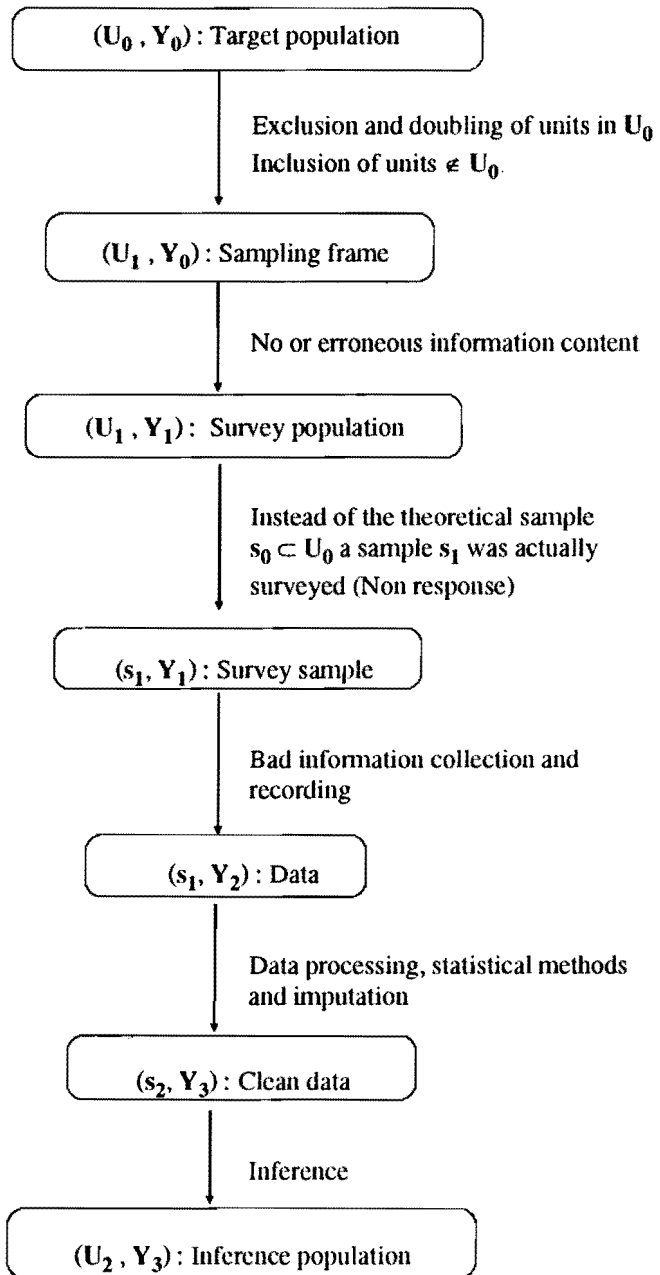 (U₀ , Y₀) : Target population
Exclusion and doubling of units in U₀
Inclusion of units ∉ U₀.
(U₁ , Y₀) : Sampling frame
No or erroneous information content
(U₁ , Y₁) : Survey population
Instead of the theoretical sample
s₀ ⊂ U₀ a sample s₁ was actually
surveyed (Non response)
(s₁, Y₁) : Survey sample
Bad information collection and
recording
(s₁, Y₂) : Data
Data processing, statistical methods
and imputation
(s₂, Y₃) : Clean data
Inference
(U₂ , Y₃) : Inference population